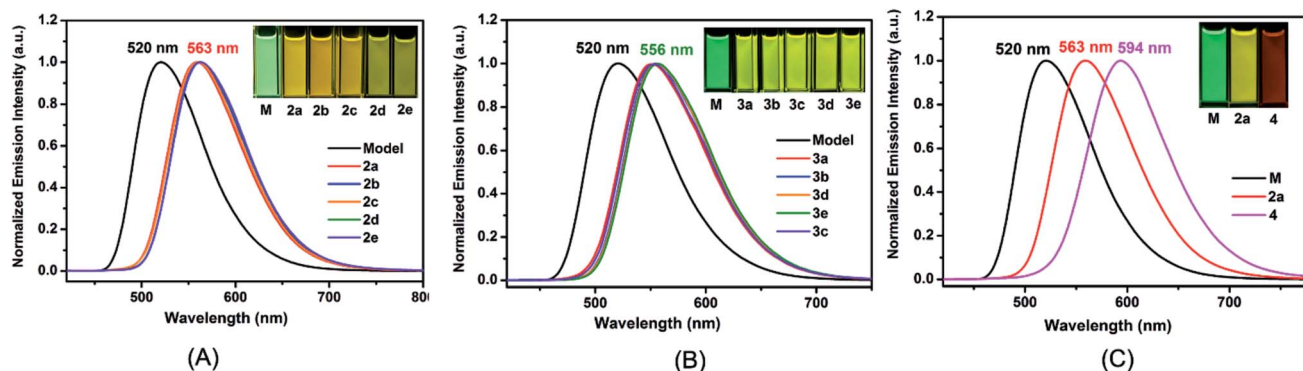 Normalized Emission Intensity (a.u.)
1.2
1.0
0.8
0.6
0.4
0.2
0.0
520 nm 563 nm
M 2a 2b 2c 2d 2e
Model
2a
2b
2c
2d
2e
500 600 700 800
Wavelength (nm)
(A)
Normalized Emission Intensity (a.u.)
1.2
1.0
0.8
0.6
0.4
0.2
0.0
520 nm 556 nm
M 3a 3b 3c 3d 3e
Model
3a
3b
3d
3e
3c
500 600 700
Wavelength (nm)
(B)
Normalized Emission Intensity (a.u.)
1.2
1.0
0.8
0.6
0.4
0.2
0.0
520 nm 563 nm 594 nm
M 2a 4
M
2a
4
500 600 700
Wavelength (nm)
(C)